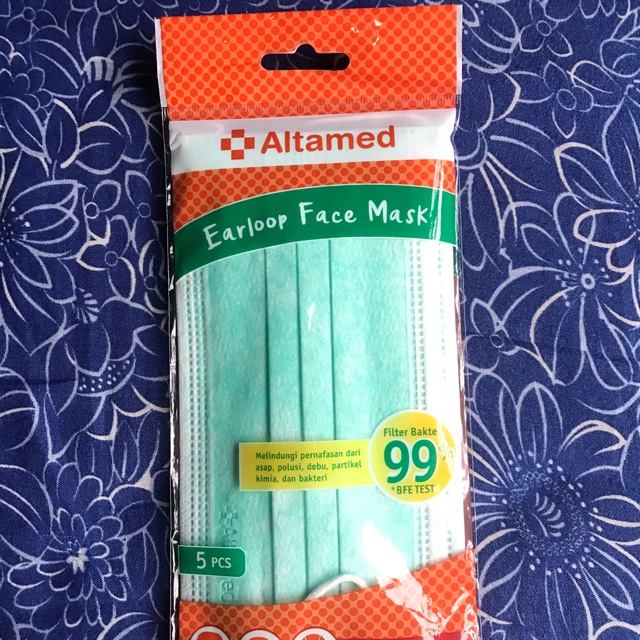 Altamed
Earloop Face Mask
Melindungi pernafasan dari
asap, polusi, debu, partikel
kimia, dan bakteri
Filter Bakte
99%
*BFE TEST
5 PCS